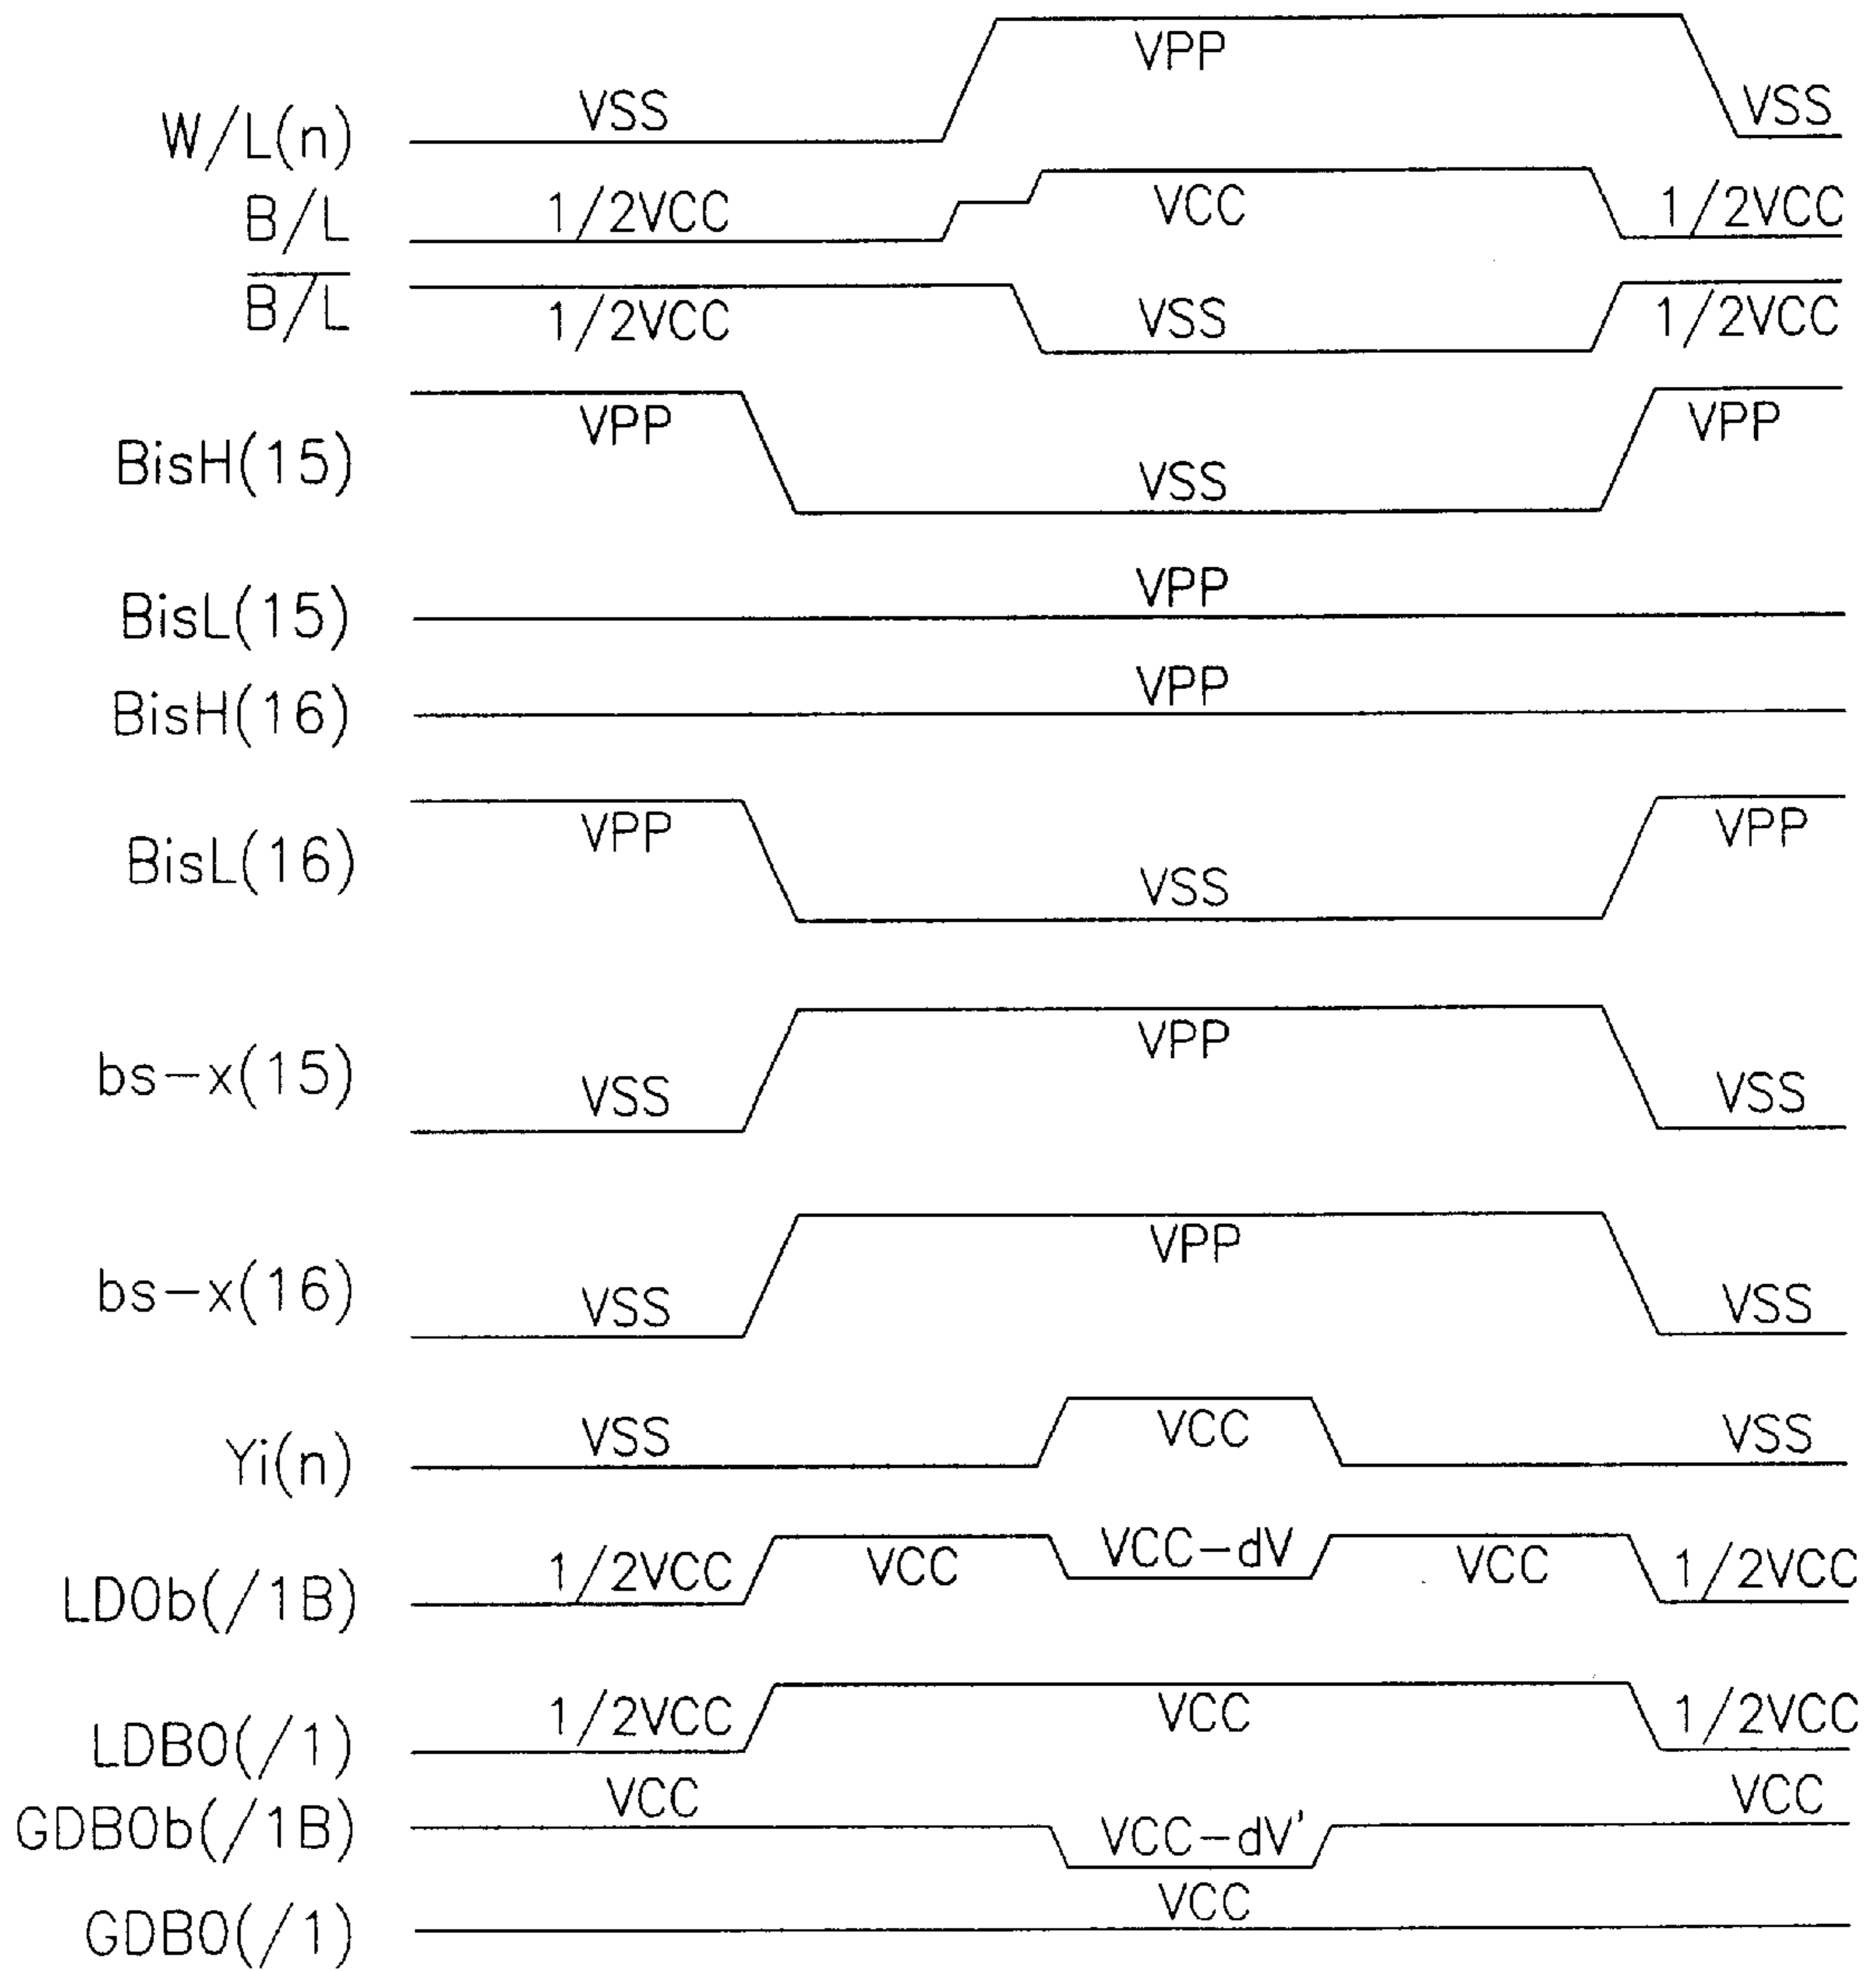 W/L(n) VSS VPP VSS
B/L 1/2VCC VCC 1/2VCC
B/L 1/2VCC VSS 1/2VCC
BisH(15) VPP VSS VPP
BisL(15) VPP
BisH(16) VPP
BisL(16) VPP VSS VPP
bs-x(15) VSS VPP VSS
bs-x(16) VSS VPP VSS
Yi(n) VSS VCC VSS
LD0b(/1B) 1/2VCC VCC VCC-dV VCC 1/2VCC
LDB0(/1) 1/2VCC VCC 1/2VCC
GDB0b(/1B) VCC VCC-dV' VCC
GDB0(/1) VCC